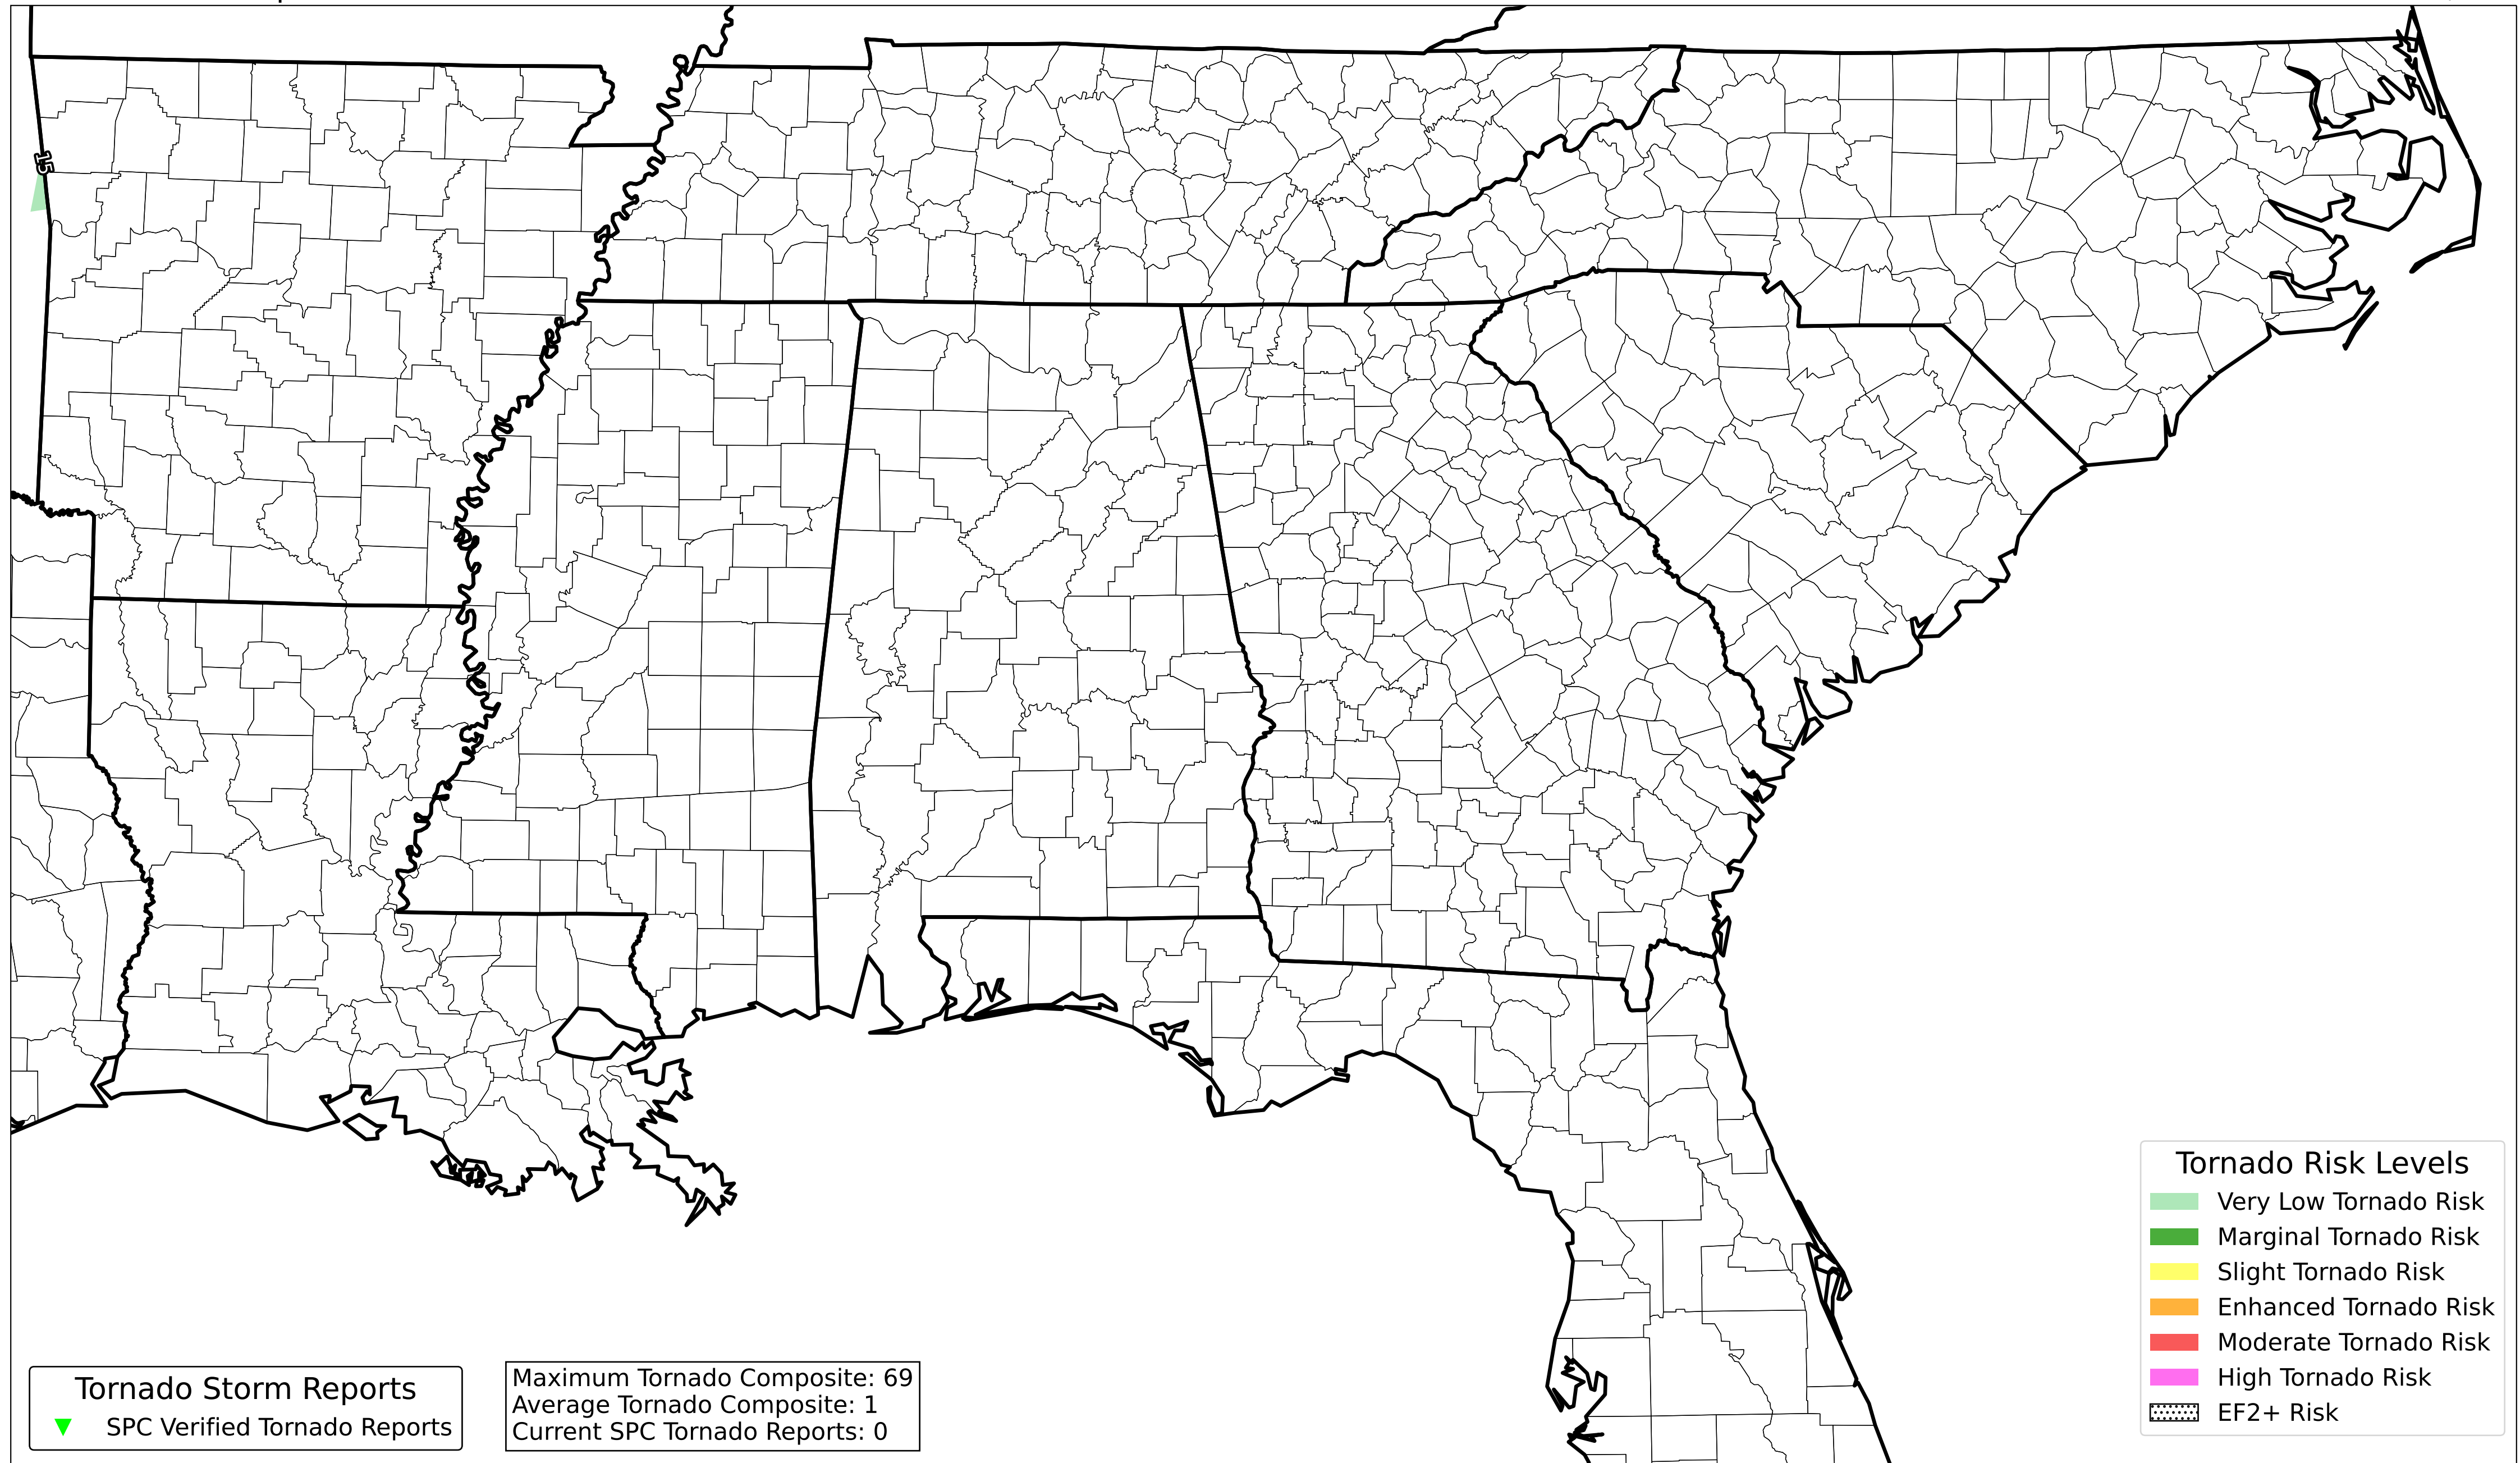 15
Tornado Risk Levels
Very Low Tornado Risk
Marginal Tornado Risk
Slight Tornado Risk
Enhanced Tornado Risk
Moderate Tornado Risk
High Tornado Risk
EF2+ Risk
Tornado Storm Reports
SPC Verified Tornado Reports
Maximum Tornado Composite: 69
Average Tornado Composite: 1
Current SPC Tornado Reports: 0